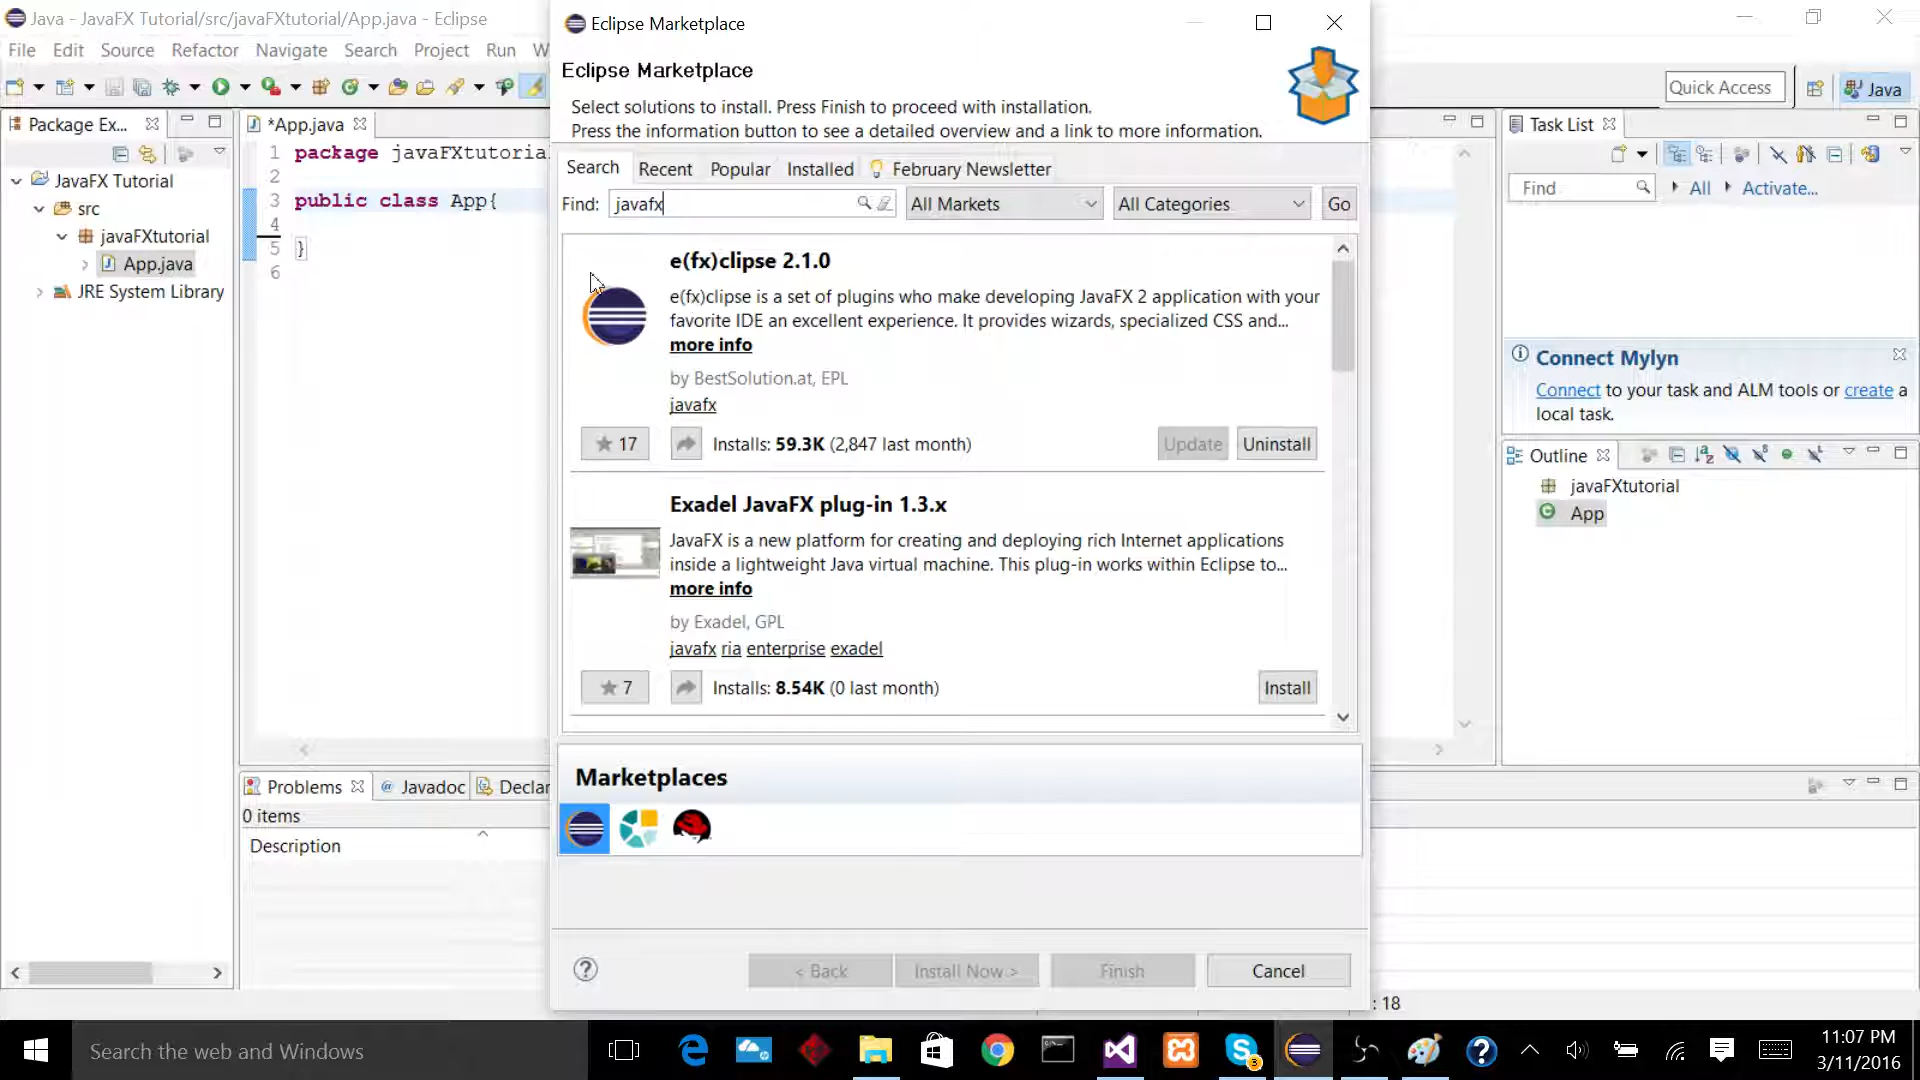 Java - JavaFX Tutorial/src/javaFXtutorial/App.java - Eclipse
File Edit Source Refactor Navigate Search Project Run W
Quick Access
Java
Package Ex...
JavaFX Tutorial
src
javaFXtutorial
App.java
JRE System Library
*App.java
1 package javaFXtutoria
2
3 public class App{
4
5 }
6
Eclipse Marketplace
Eclipse Marketplace
Select solutions to install. Press Finish to proceed with installation.
Press the information button to see a detailed overview and a link to more information.
Search Recent Popular Installed February Newsletter
Find: javafx All Markets All Categories Go
e(fx)clipse 2.1.0
e(fx)clipse is a set of plugins who make developing JavaFX 2 application with your
favorite IDE an excellent experience. It provides wizards, specialized CSS and...
more info
by BestSolution.at, EPL
javafx
17 Installs: 59.3K (2,847 last month) Update Uninstall
Exadel JavaFX plug-in 1.3.x
JavaFX is a new platform for creating and deploying rich Internet applications
inside a lightweight Java virtual machine. This plug-in works within Eclipse to...
more info
by Exadel, GPL
javafx ria enterprise exadel
7 Installs: 8.54K (0 last month) Install
Marketplaces
? < Back Install Now > Finish Cancel
Task List
Find All Activate...
Connect Mylyn
Connect to your task and ALM tools or create a
local task.
Outline
javaFXtutorial
App
Problems @ Javadoc Declar
0 items
Description
: 18
Search the web and Windows
3
11:07 PM
3/11/2016